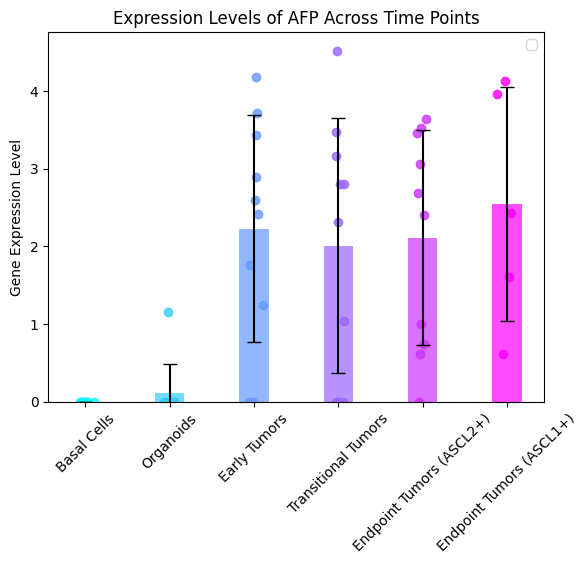 Expression Levels of AFP Across Time Points
Gene Expression Level
4
3
2
1
0
Basal Cells
Organoids
Early Tumors
Transitional Tumors
Endpoint Tumors (ASCL2+)
Endpoint Tumors (ASCL1+)